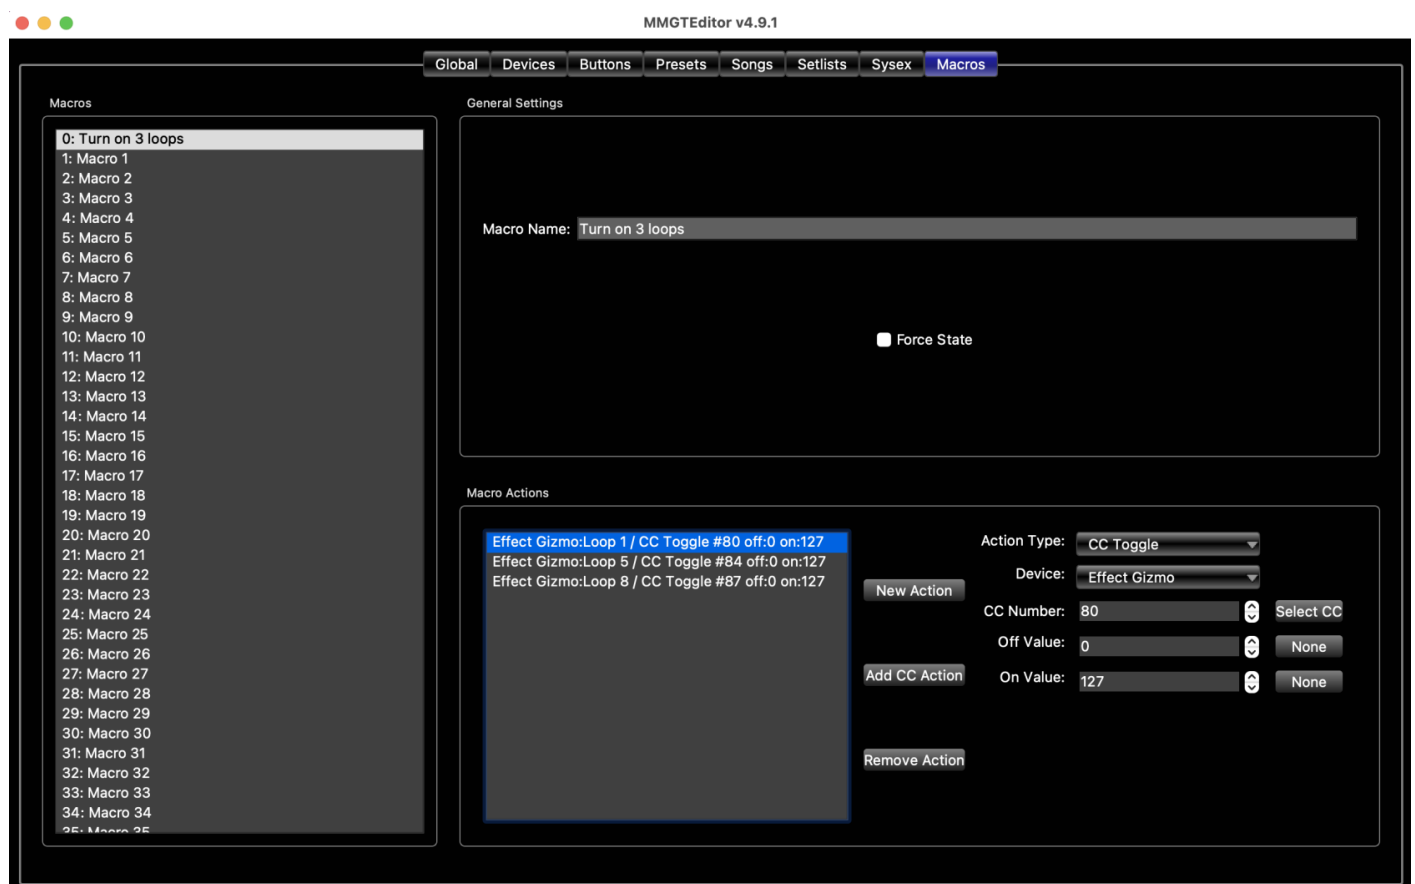 MMGTEditor v4.9.1
Global Devices Buttons Presets Songs Setlists Sysex Macros
Macros
0: Turn on 3 loops
1: Macro 1
2: Macro 2
3: Macro 3
4: Macro 4
5: Macro 5
6: Macro 6
7: Macro 7
8: Macro 8
9: Macro 9
10: Macro 10
11: Macro 11
12: Macro 12
13: Macro 13
14: Macro 14
15: Macro 15
16: Macro 16
17: Macro 17
18: Macro 18
19: Macro 19
20: Macro 20
21: Macro 21
22: Macro 22
23: Macro 23
24: Macro 24
25: Macro 25
26: Macro 26
27: Macro 27
28: Macro 28
29: Macro 29
30: Macro 30
31: Macro 31
32: Macro 32
33: Macro 33
34: Macro 34
35: Macro 35
General Settings
Macro Name: Turn on 3 loops
Force State
Macro Actions
Effect Gizmo:Loop 1 / CC Toggle #80 off:0 on:127
Effect Gizmo:Loop 5 / CC Toggle #84 off:0 on:127
Effect Gizmo:Loop 8 / CC Toggle #87 off:0 on:127
New Action
Add CC Action
Remove Action
Action Type: CC Toggle
Device: Effect Gizmo
CC Number: 80 Select CC
Off Value: 0 None
On Value: 127 None